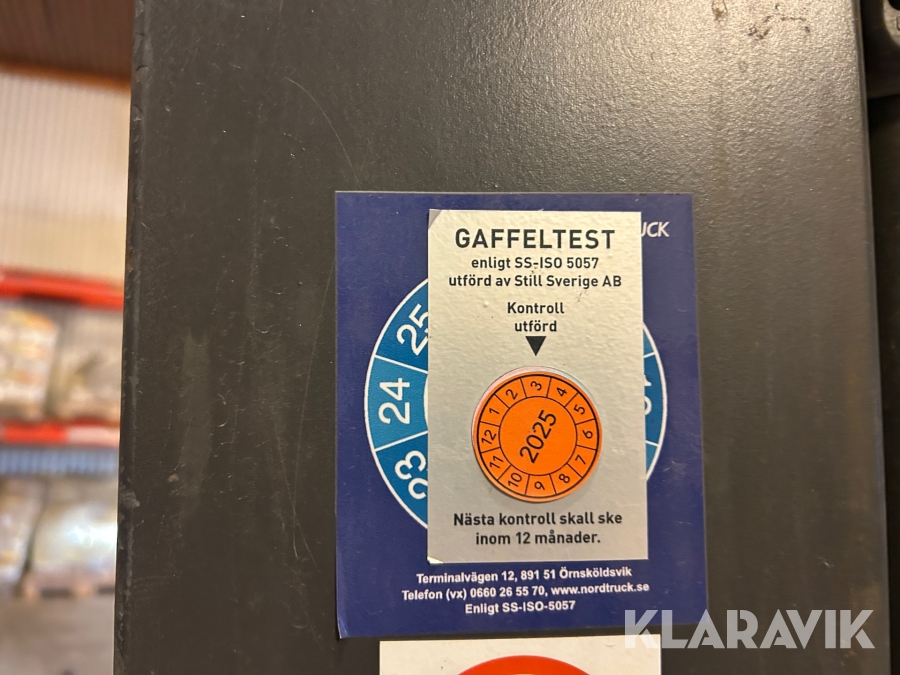 GAFFELTEST
enligt SS-ISO 5057
utförd av Still Sverige AB
Kontroll
utförd
1 2 3 4 5 6 7 8 9 10 11 12
2025
Nästa kontroll skall ske
inom 12 månader.
25
24
23
Terminalvägen 12, 891 51 Örnsköldsvik
Telefon (vx) 0660 26 55 70, www.nordtruck.se
Enligt SS-ISO-5057
KLARAVIK